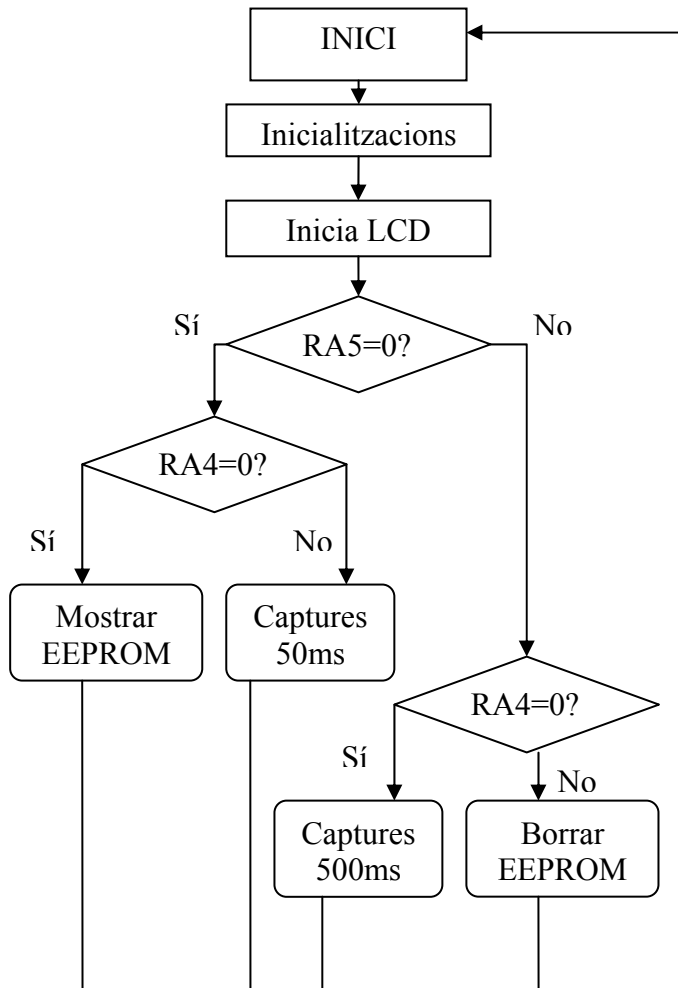 INICI
Inicialitzacions
Inicia LCD
Sí
No
RA5=0?
RA4=0?
Sí
No
Mostrar
EEPROM
Captures
50ms
RA4=0?
Sí
No
Captures
500ms
Borrar
EEPROM